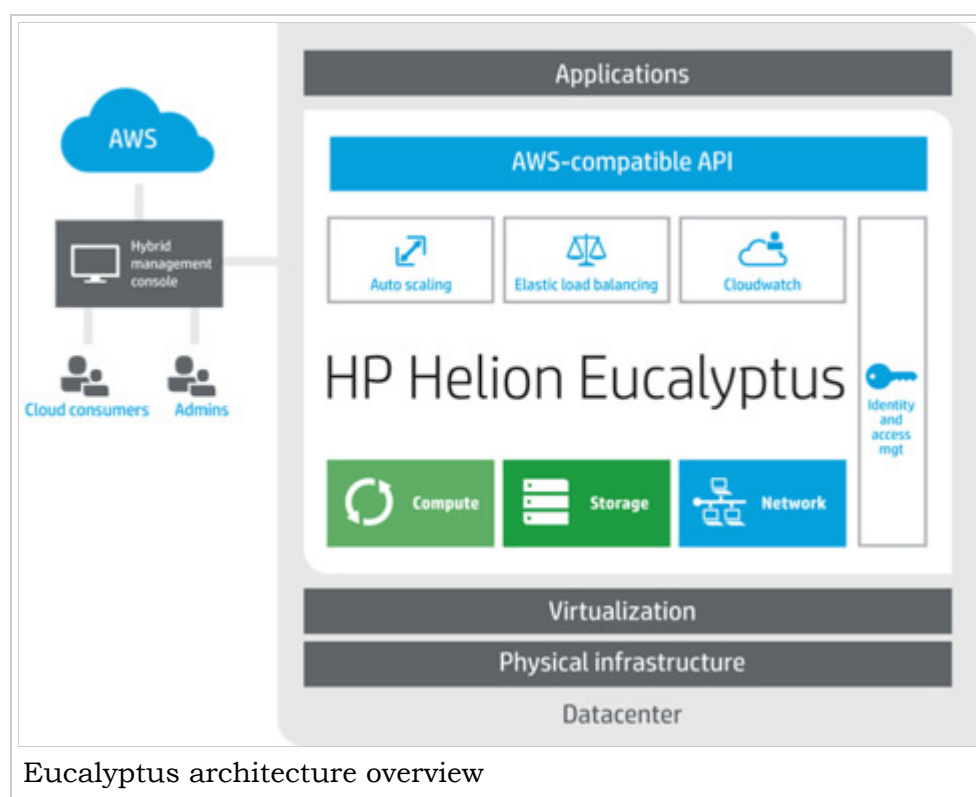 Applications
AWS
AWS-compatible API
Hybrid
management
console
Auto scaling
Elastic load balancing
Cloudwatch
HP Helion Eucalyptus
Identity
and
access
mgt
Cloud consumers
Admins
Compute
Storage
Network
Virtualization
Physical infrastructure
Datacenter
Eucalyptus architecture overview